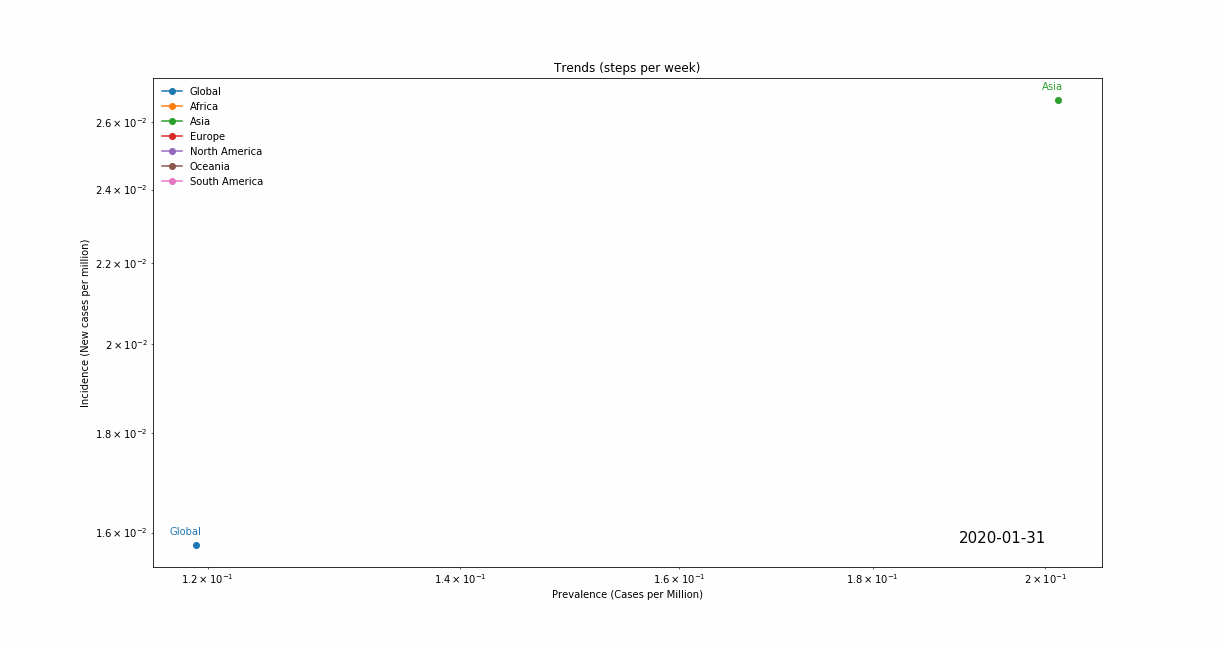 Trends (steps per week)
Global
Africa
Asia
Europe
North America
Oceania
South America
Asia
2.6 × 10⁻²
2.4 × 10⁻²
2.2 × 10⁻²
2 × 10⁻²
1.8 × 10⁻²
1.6 × 10⁻²
Incidence (New cases per million)
Global
2020-01-31
1.2 × 10⁻¹
1.4 × 10⁻¹
1.6 × 10⁻¹
1.8 × 10⁻¹
2 × 10⁻¹
Prevalence (Cases per Million)